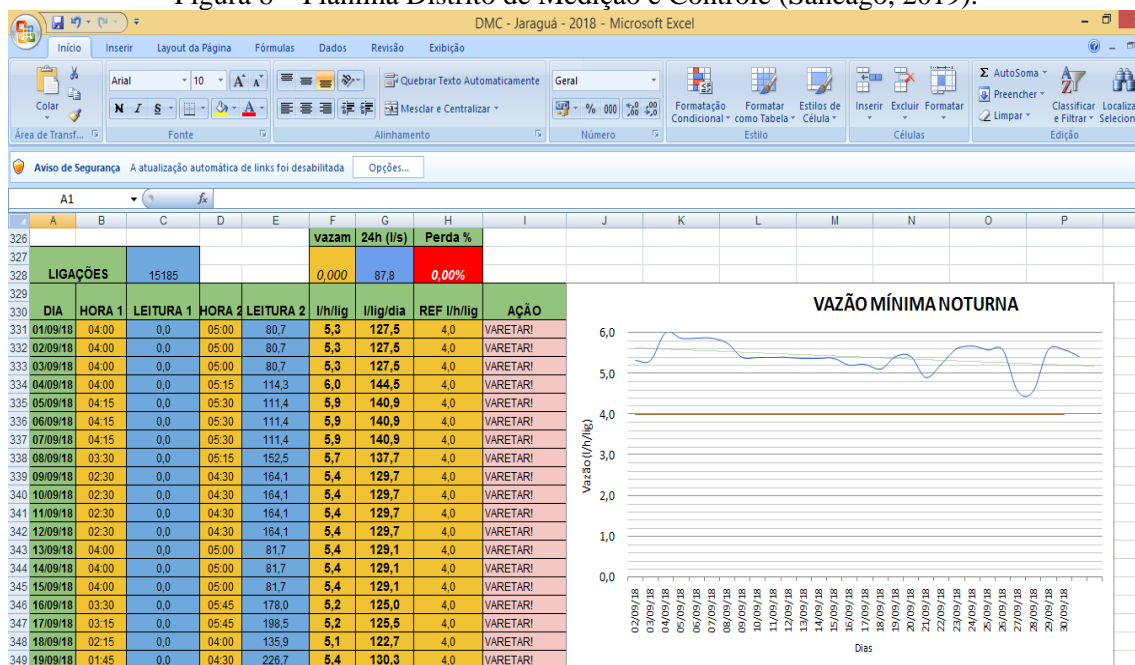 Figura 8 – Planilha Distrito de Medição e Controle (Saneago, 2019).
DMC - Jaraguá - 2018 - Microsoft Excel
Início Inserir Layout da Página Fórmulas Dados Revisão Exibição
Colar
Arial 10
N I S
Quebrar Texto Automaticamente
Mesclar e Centralizar
Geral
% 000
Formatação Condicional
Formatar como Tabela
Estilos de Célula
Inserir Excluir Formatar
Σ AutoSoma
Preencher
Limpar
Classificar e Filtrar
Área de Transf... Fonte Alinhamento Número Estilo Células Edição
Aviso de Segurança A atualização automática de links foi desabilitada Opções...
A1 fx
A B C D E F G H I J K L M N O P
326 vazam 24h (l/s) Perda %
327
328 LIGAÇÕES 15185 0,000 87,8 0,00%
329
330 DIA HORA 1 LEITURA 1 HORA 2 LEITURA 2 l/h/lig l/lig/dia REF l/h/lig AÇÃO
331 01/09/18 04:00 0,0 05:00 80,7 5,3 127,5 4,0 VARETAR!
332 02/09/18 04:00 0,0 05:00 80,7 5,3 127,5 4,0 VARETAR!
333 03/09/18 04:00 0,0 05:00 80,7 5,3 127,5 4,0 VARETAR!
334 04/09/18 04:00 0,0 05:15 114,3 6,0 144,5 4,0 VARETAR!
335 05/09/18 04:15 0,0 05:30 111,4 5,9 140,9 4,0 VARETAR!
336 06/09/18 04:15 0,0 05:30 111,4 5,9 140,9 4,0 VARETAR!
337 07/09/18 04:15 0,0 05:30 111,4 5,9 140,9 4,0 VARETAR!
338 08/09/18 03:30 0,0 05:15 152,5 5,7 137,7 4,0 VARETAR!
339 09/09/18 02:30 0,0 04:30 164,1 5,4 129,7 4,0 VARETAR!
340 10/09/18 02:30 0,0 04:30 164,1 5,4 129,7 4,0 VARETAR!
341 11/09/18 02:30 0,0 04:30 164,1 5,4 129,7 4,0 VARETAR!
342 12/09/18 02:30 0,0 04:30 164,1 5,4 129,7 4,0 VARETAR!
343 13/09/18 04:00 0,0 05:00 81,7 5,4 129,1 4,0 VARETAR!
344 14/09/18 04:00 0,0 05:00 81,7 5,4 129,1 4,0 VARETAR!
345 15/09/18 04:00 0,0 05:00 81,7 5,4 129,1 4,0 VARETAR!
346 16/09/18 03:30 0,0 05:45 178,0 5,2 125,0 4,0 VARETAR!
347 17/09/18 03:15 0,0 05:45 198,5 5,2 125,5 4,0 VARETAR!
348 18/09/18 02:15 0,0 04:00 135,9 5,1 122,7 4,0 VARETAR!
349 19/09/18 01:45 0,0 04:30 226,7 5,4 130,3 4,0 VARETAR!
VAZÃO MÍNIMA NOTURNA
Vazão (l/h/lig)
6,0
5,0
4,0
3,0
2,0
1,0
0,0
02/09/18 03/09/18 04/09/18 05/09/18 06/09/18 07/09/18 08/09/18 09/09/18 10/09/18 11/09/18 12/09/18 13/09/18 14/09/18 15/09/18 16/09/18 17/09/18 18/09/18 19/09/18 20/09/18 21/09/18 22/09/18 23/09/18 24/09/18 25/09/18 26/09/18 27/09/18 28/09/18 29/09/18 30/09/18
Dias